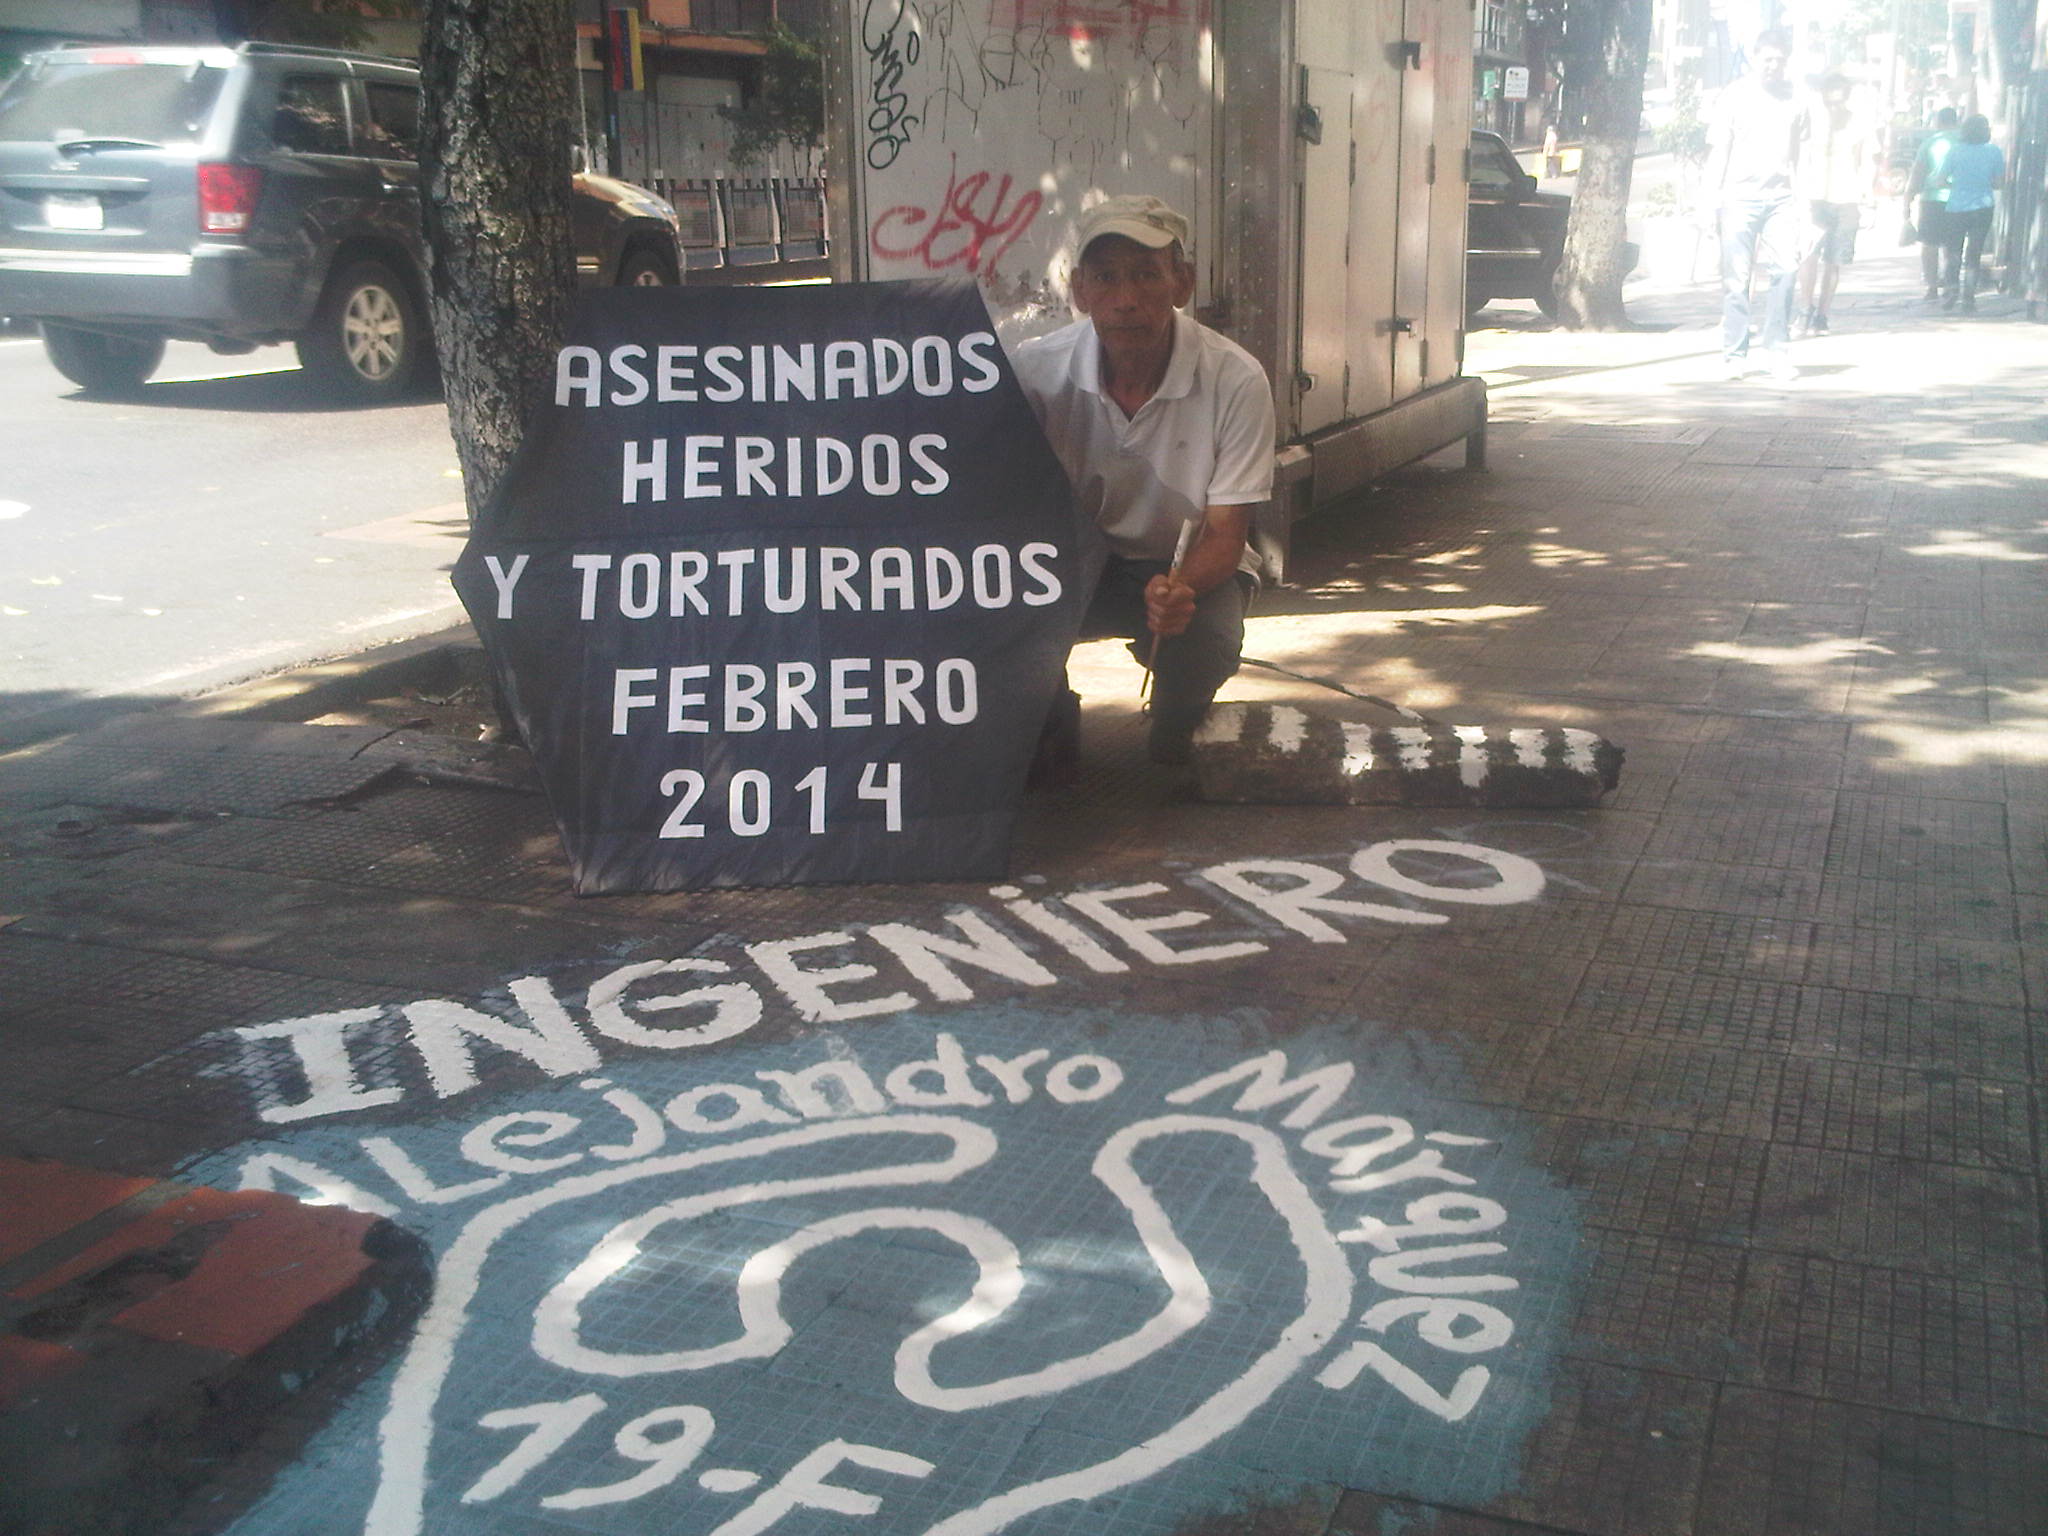 ASESINADOS
HERIDOS
Y TORTURADOS
FEBRERO
2014
INGENiERO
ALejandro Márquez
19-F